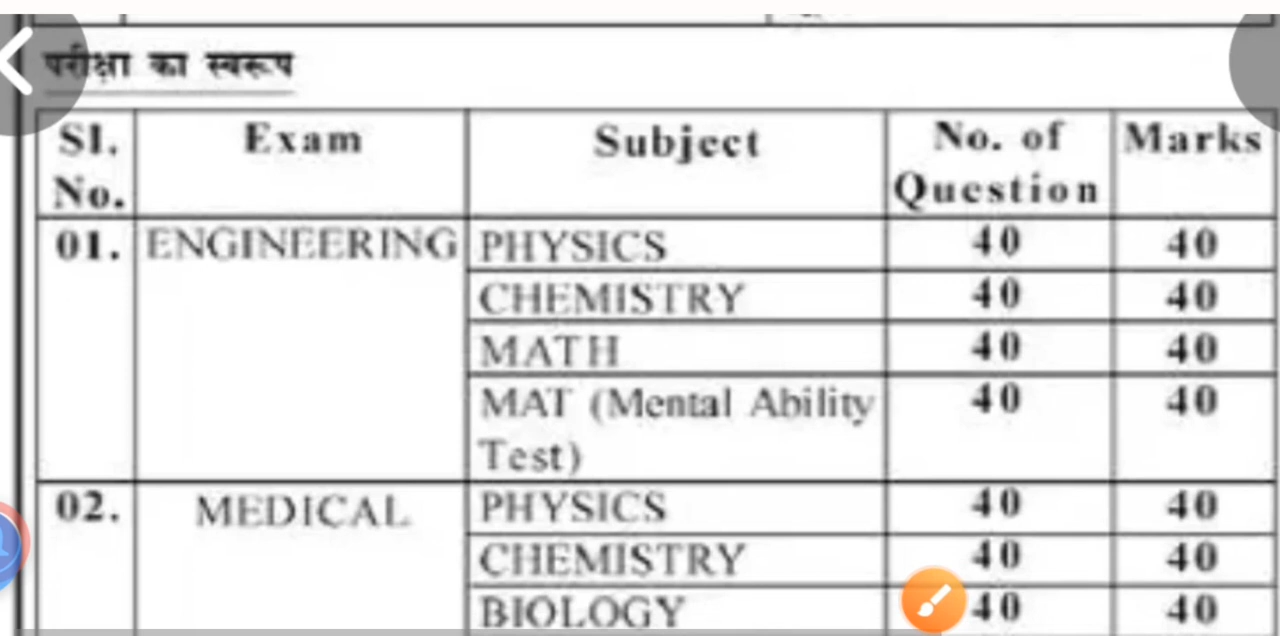 परीक्षा का स्वरूप
Sl. No. Exam Subject No. of Question Marks
01. ENGINEERING PHYSICS 40 40
CHEMISTRY 40 40
MATH 40 40
MAT (Mental Ability Test) 40 40
02. MEDICAL PHYSICS 40 40
CHEMISTRY 40 40
BIOLOGY 40 40